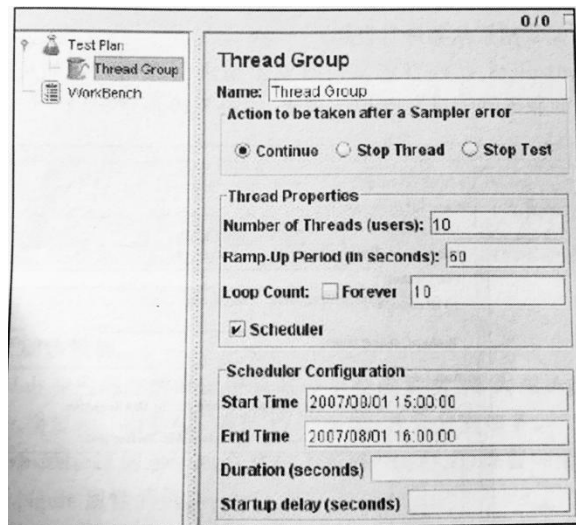 0/0
Test Plan
Thread Group
WorkBench
Thread Group
Name: Thread Group
Action to be taken after a Sampler error
Continue Stop Thread Stop Test
Thread Properties
Number of Threads (users): 10
Ramp-Up Period (in seconds): 60
Loop Count: Forever 10
Scheduler
Scheduler Configuration
Start Time 2007/08/01 15:00:00
End Time 2007/08/01 16:00:00
Duration (seconds)
Startup delay (seconds)